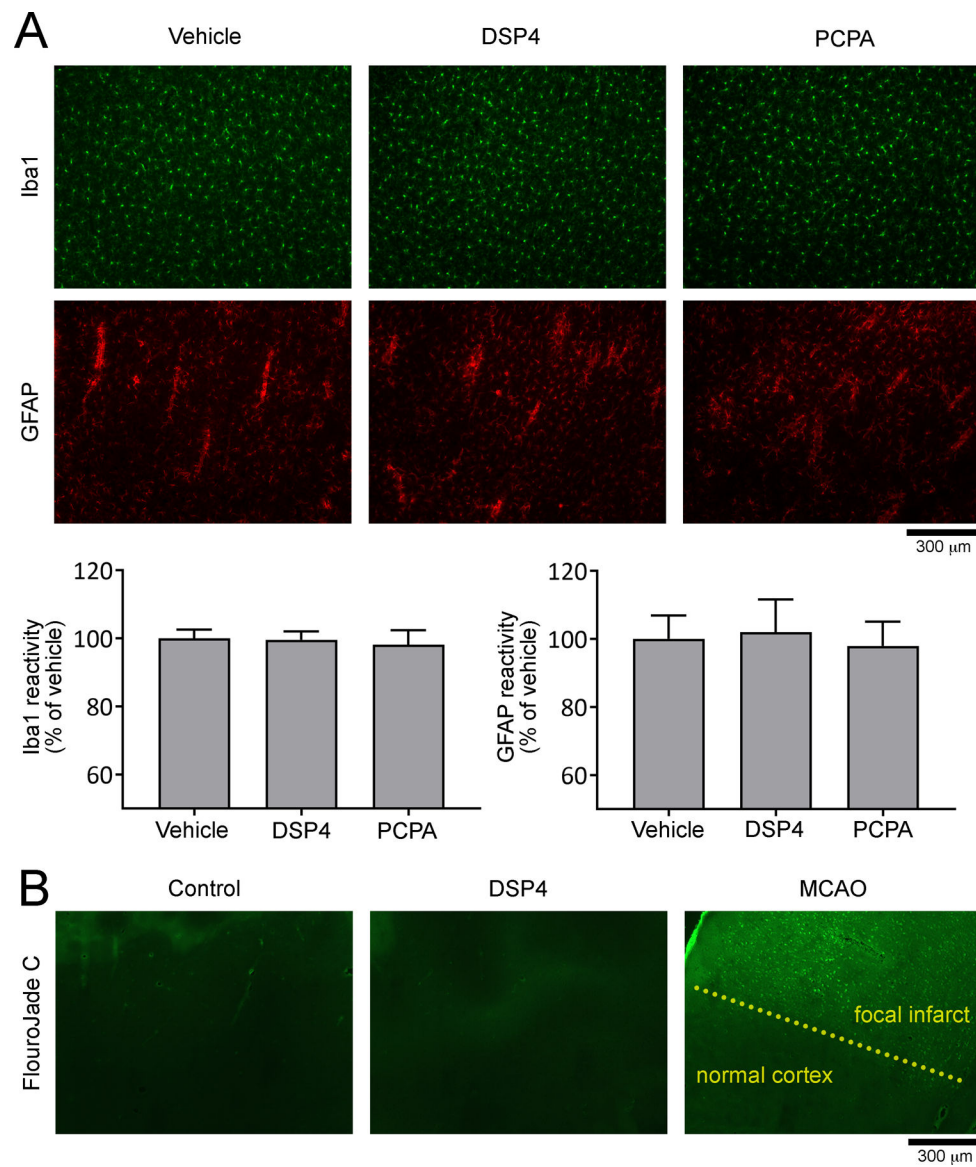 A
Vehicle DSP4 PCPA
Iba1
GFAP
300 μm
120
100
80
60
Iba1 reactivity
(% of vehicle)
Vehicle DSP4 PCPA
120
100
80
60
GFAP reactivity
(% of vehicle)
Vehicle DSP4 PCPA
B
Control DSP4 MCAO
FlouroJade C
focal infarct
normal cortex
300 μm